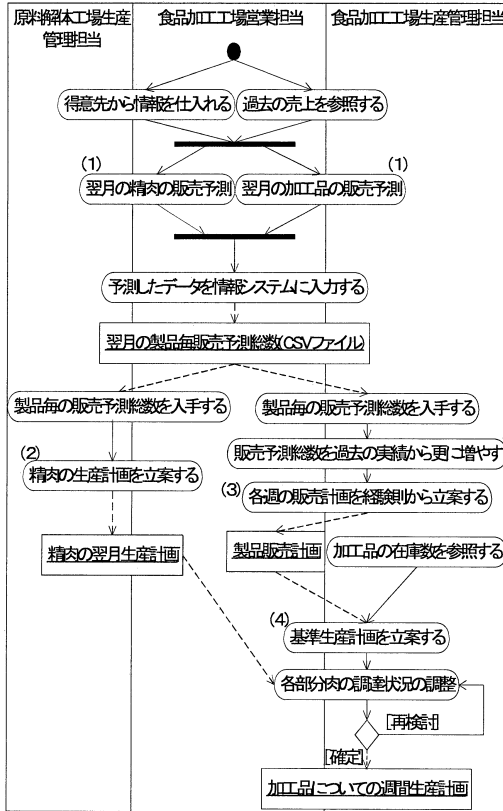 原料解体工場生産
管理担当
食品加工工場営業担当
食品加工工場生産管理担当
得意先から情報を仕入れる
過去の売上を参照する
(1)
翌月の精肉の販売予測
(1)
翌月の加工品の販売予測
予測したデータを情報システムに入力する
翌月の製品毎販売予測総数(CSVファイル)
製品毎の販売予測総数を入手する
製品毎の販売予測総数を入手する
販売予測総数を過去の実績から更に増やす
(2)
精肉の生産計画を立案する
(3)
各週の販売計画を経験則から立案する
精肉の翌月生産計画
製品販売計画
加工品の在庫数を参照する
(4)
基準生産計画を立案する
各部分肉の調達状況の調整
[再検討]
[確定]
加工品についての週間生産計画